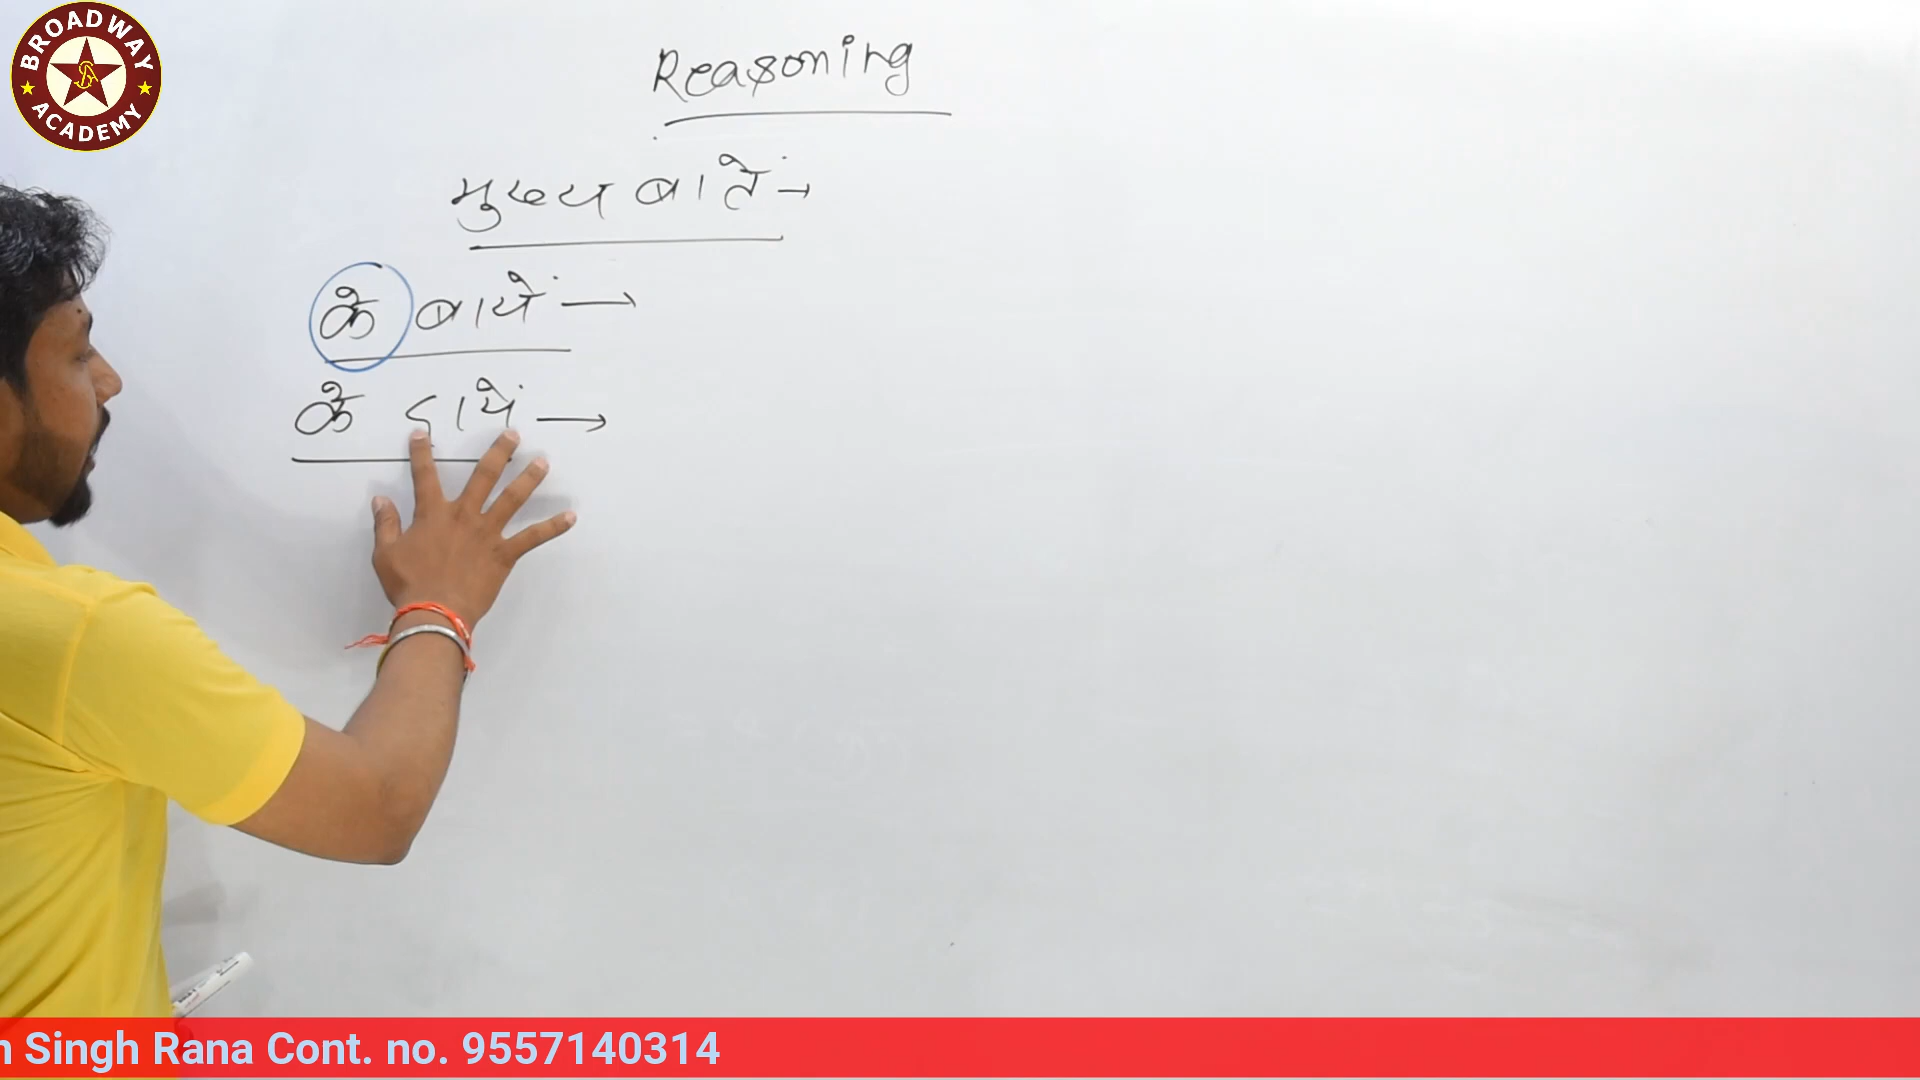 BROADWAY ACADEMY
Reasoning
मुख्य बातें →
के बायें →
के दायें →
n Singh Rana Cont. no. 9557140314